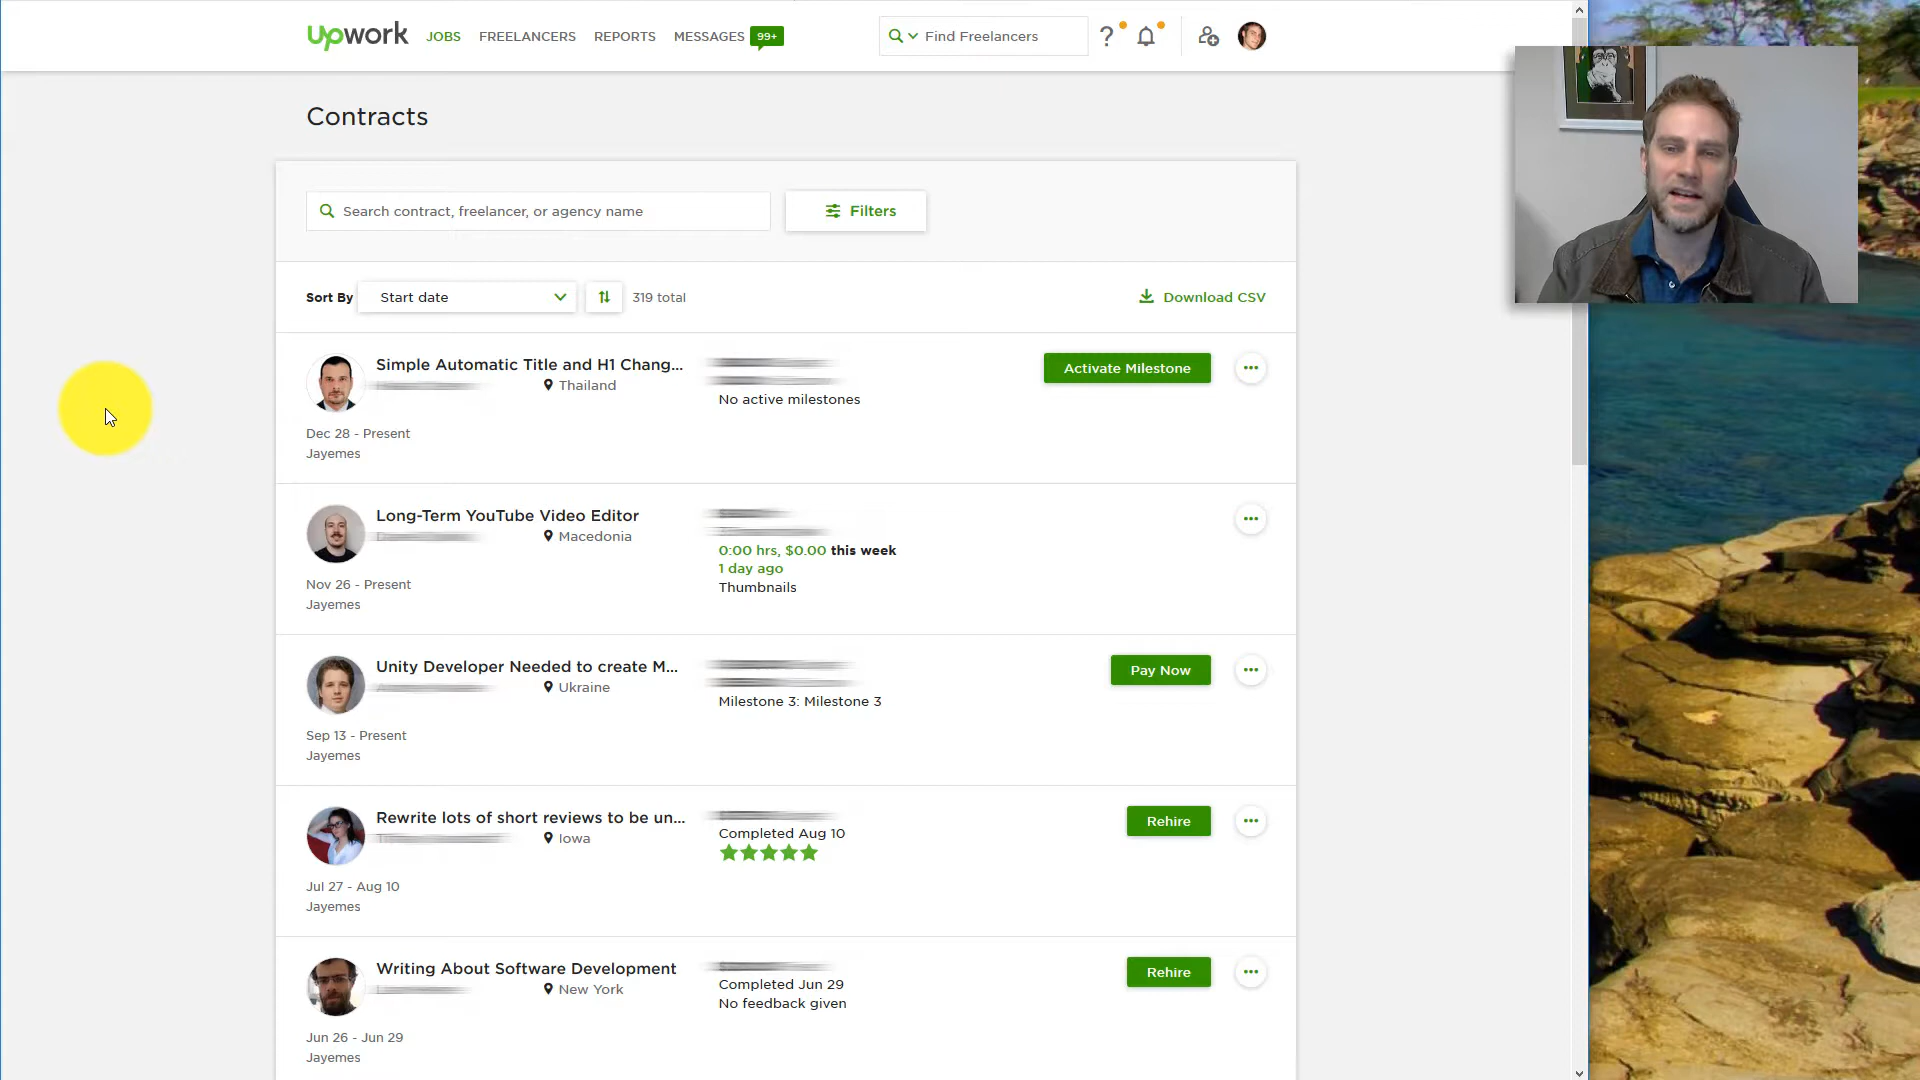 upwork JOBS FREELANCERS REPORTS MESSAGES 99+ Find Freelancers ?
Contracts
Search contract, freelancer, or agency name Filters
Sort By Start date 319 total Download CSV
Simple Automatic Title and H1 Chang...
Thailand
No active milestones
Activate Milestone
Dec 28 - Present
Jayemes
Long-Term YouTube Video Editor
Macedonia
0:00 hrs, $0.00 this week
1 day ago
Thumbnails
Nov 26 - Present
Jayemes
Unity Developer Needed to create M...
Ukraine
Milestone 3: Milestone 3
Pay Now
Sep 13 - Present
Jayemes
Rewrite lots of short reviews to be un...
Iowa
Completed Aug 10
Rehire
Jul 27 - Aug 10
Jayemes
Writing About Software Development
New York
Completed Jun 29
No feedback given
Rehire
Jun 26 - Jun 29
Jayemes